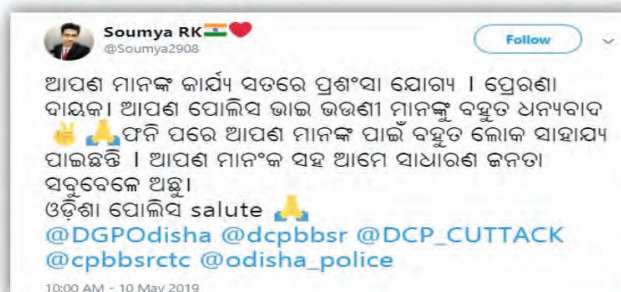 Soumya RK🇮🇳❤️
@Soumya2908
Follow
ଆପଣ ମାନଙ୍କ କାର୍ଯ୍ୟ ସତରେ ପ୍ରଶଂସା ଯୋଗ୍ୟ । ପ୍ରେରଣା
ଦାୟକ। ଆପଣ ପୋଲିସ ଭାଇ ଭଉଣୀ ମାନଙ୍କୁ ବହୁତ ଧନ୍ୟବାଦ
✌️ 🙏ଫନି ପରେ ଆପଣ ମାନଙ୍କ ପାଇଁ ବହୁତ ଲୋକ ସାହାଯ୍ୟ
ପାଇଛନ୍ତି । ଆପଣ ମାନଂକ ସହ ଆମେ ସାଧାରଣ ଜନତା
ସବୁବେଳେ ଅଛୁ।
ଓଡ଼ିଶା ପୋଲିସ salute 🙏
@DGPOdisha @dcpbbsr @DCP_CUTTACK
@cpbbsrctc @odisha_police
10:00 AM - 10 May 2019